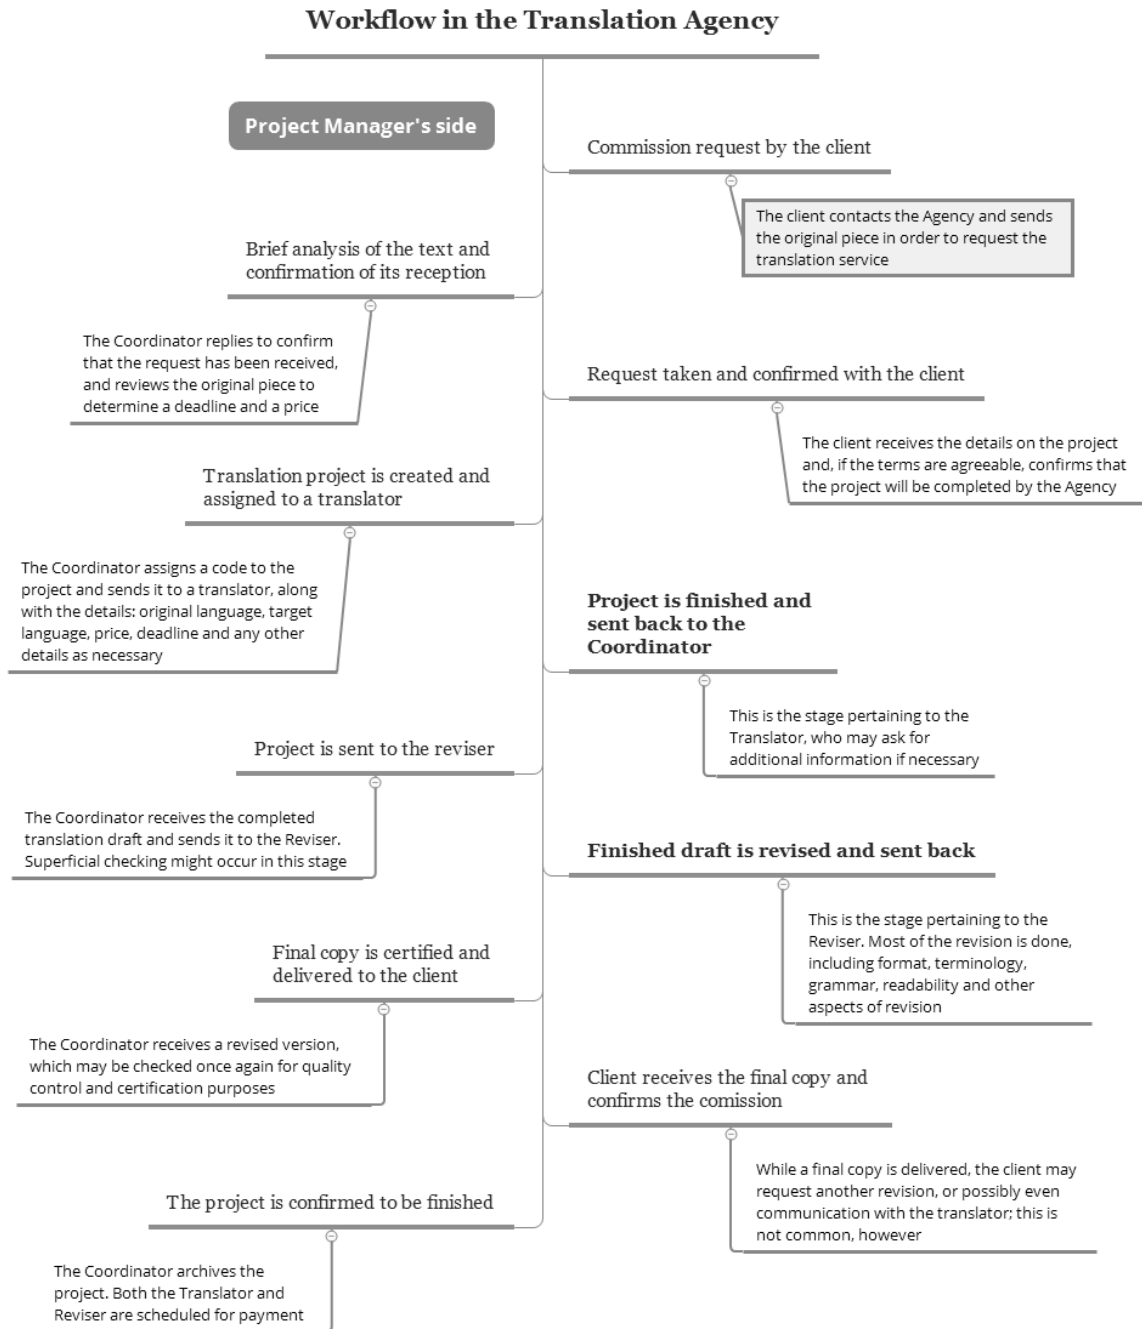 Workflow in the Translation Agency
Project Manager's side
Commission request by the client
The client contacts the Agency and sends
the original piece in order to request the
translation service
Brief analysis of the text and
confirmation of its reception
The Coordinator replies to confirm
that the request has been received,
and reviews the original piece to
determine a deadline and a price
Request taken and confirmed with the client
The client receives the details on the project
and, if the terms are agreeable, confirms that
the project will be completed by the Agency
Translation project is created and
assigned to a translator
The Coordinator assigns a code to the
project and sends it to a translator, along
with the details: original language, target
language, price, deadline and any other
details as necessary
Project is finished and
sent back to the
Coordinator
This is the stage pertaining to the
Translator, who may ask for
additional information if necessary
Project is sent to the reviser
The Coordinator receives the completed
translation draft and sends it to the Reviser.
Superficial checking might occur in this stage
Finished draft is revised and sent back
This is the stage pertaining to the
Reviser. Most of the revision is done,
including format, terminology,
grammar, readability and other
aspects of revision
Final copy is certified and
delivered to the client
The Coordinator receives a revised version,
which may be checked once again for quality
control and certification purposes
Client receives the final copy and
confirms the comission
While a final copy is delivered, the client may
request another revision, or possibly even
communication with the translator; this is
not common, however
The project is confirmed to be finished
The Coordinator archives the
project. Both the Translator and
Reviser are scheduled for payment